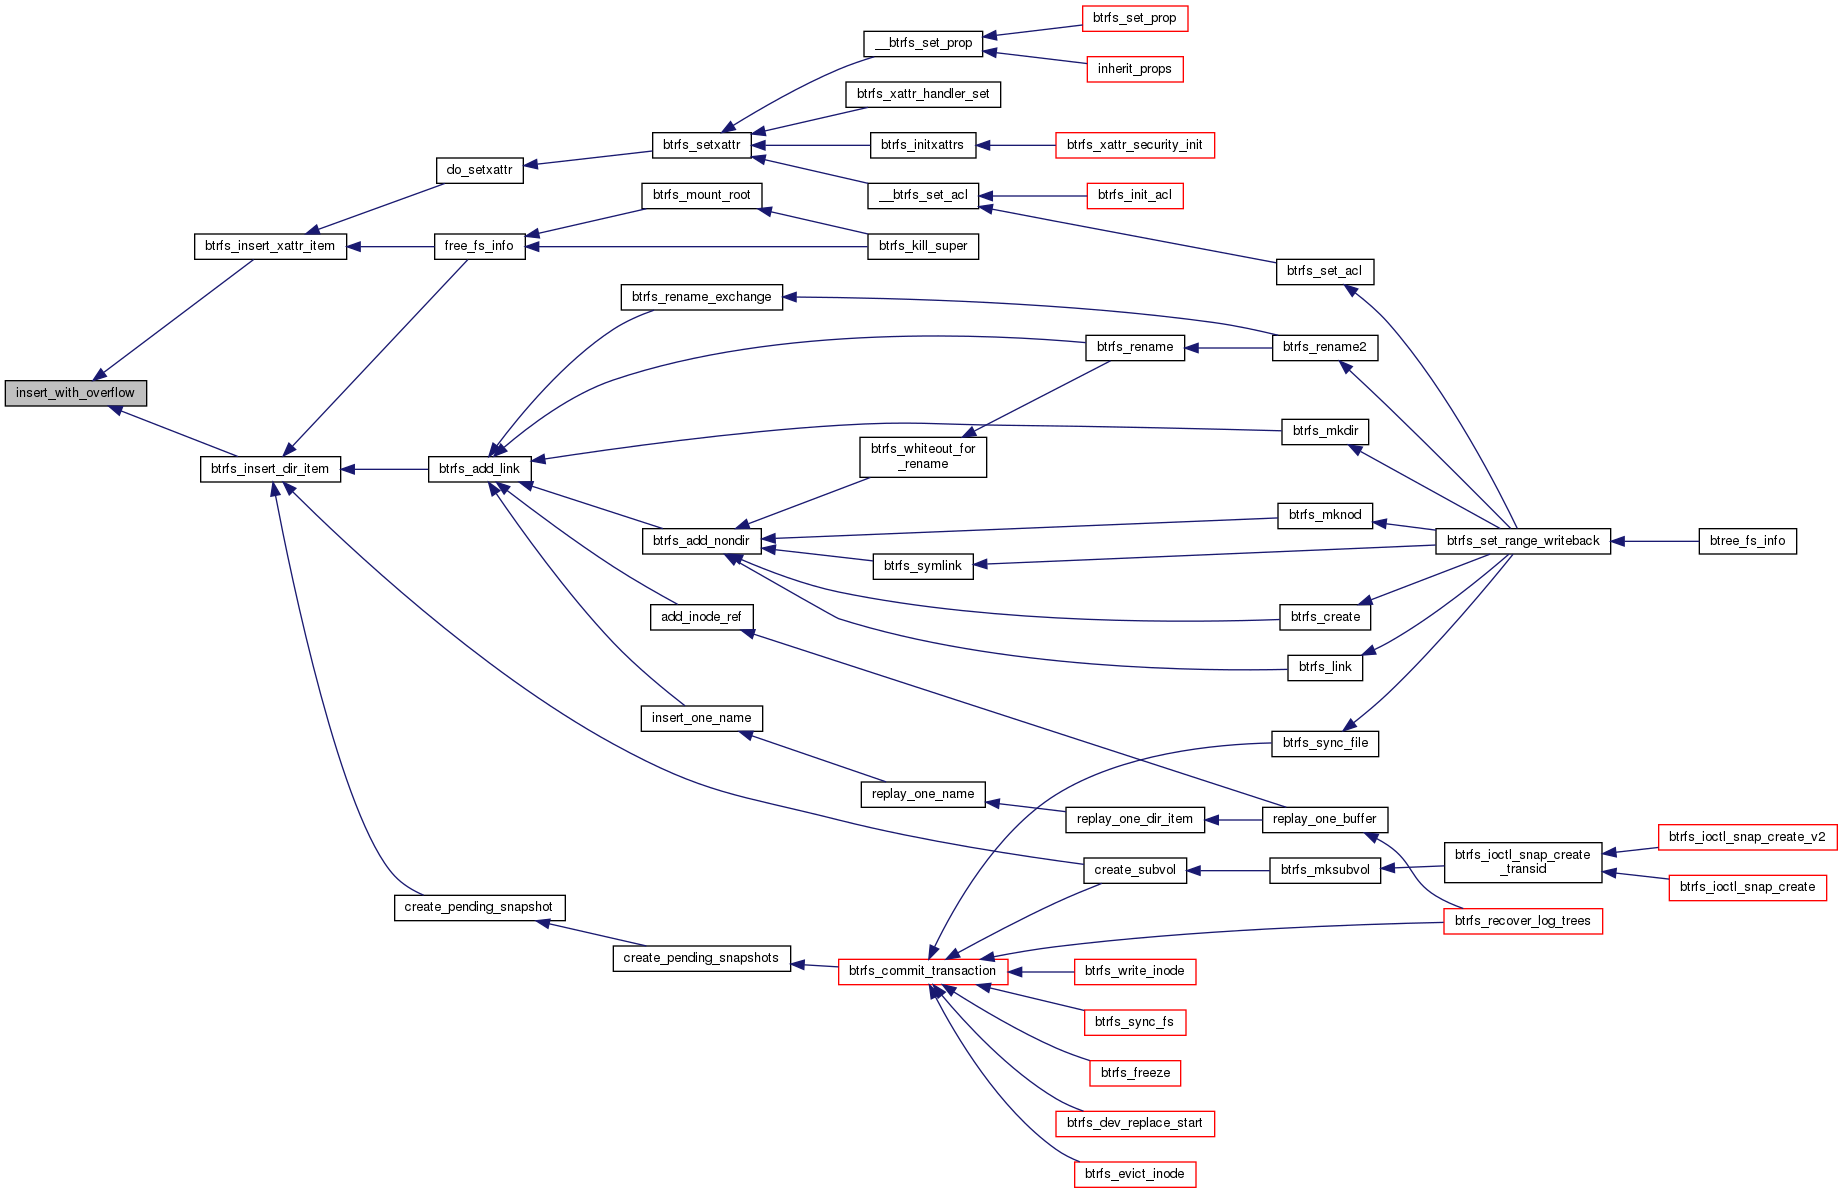 btrfs_set_prop
__btrfs_set_prop
inherit_props
btrfs_xattr_handler_set
btrfs_setxattr
btrfs_initxattrs
btrfs_xattr_security_init
do_setxattr
btrfs_mount_root
__btrfs_set_acl
btrfs_init_acl
btrfs_insert_xattr_item
free_fs_info
btrfs_kill_super
btrfs_set_acl
btrfs_rename_exchange
btrfs_rename
btrfs_rename2
insert_with_overflow
btrfs_mkdir
btrfs_whiteout_for
_rename
btrfs_insert_dir_item
btrfs_add_link
btrfs_mknod
btrfs_add_nondir
btrfs_set_range_writeback
btree_fs_info
btrfs_symlink
add_inode_ref
btrfs_create
btrfs_link
insert_one_name
btrfs_sync_file
replay_one_name
replay_one_dir_item
replay_one_buffer
btrfs_ioctl_snap_create_v2
btrfs_ioctl_snap_create
_transid
create_subvol
btrfs_mksubvol
btrfs_ioctl_snap_create
create_pending_snapshot
btrfs_recover_log_trees
create_pending_snapshots
btrfs_commit_transaction
btrfs_write_inode
btrfs_sync_fs
btrfs_freeze
btrfs_dev_replace_start
btrfs_evict_inode